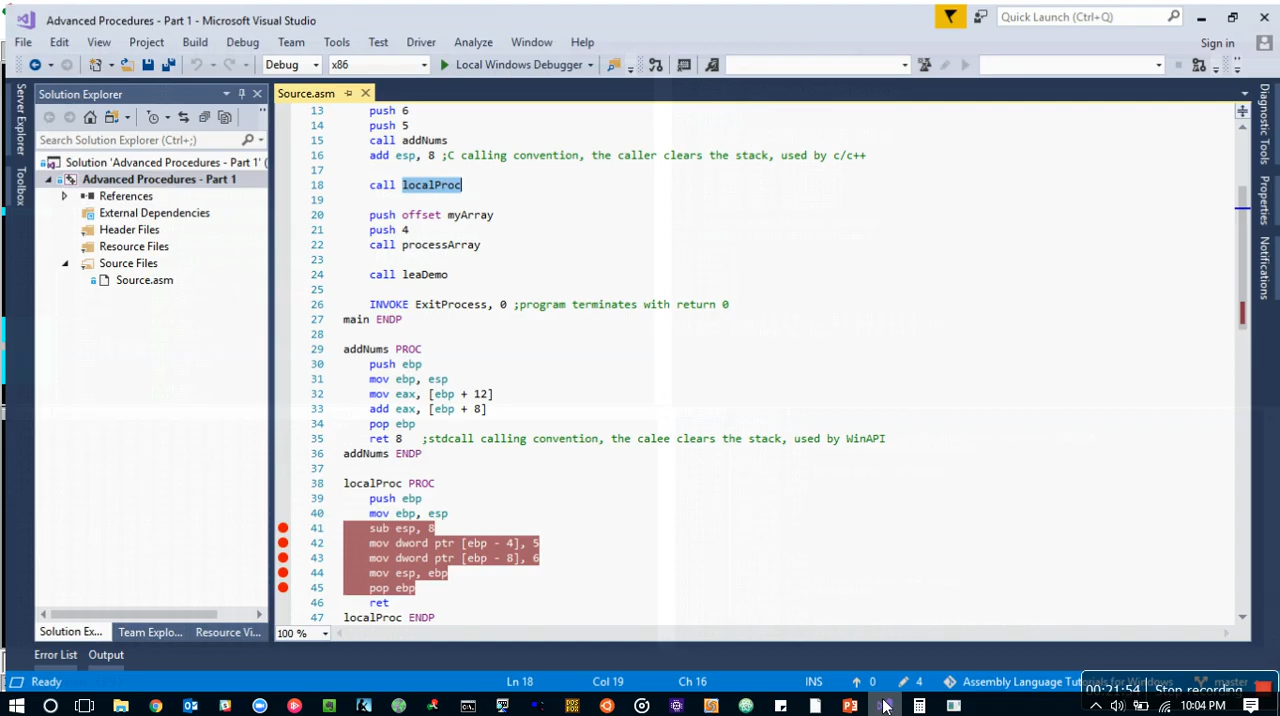 Advanced Procedures - Part 1 - Microsoft Visual Studio
Quick Launch (Ctrl+Q)
File Edit View Project Build Debug Team Tools Test Driver Analyze Window Help
Sign in
Debug x86 Local Windows Debugger
Server Explorer
Toolbox
Solution Explorer
Search Solution Explorer (Ctrl+;)
Solution 'Advanced Procedures - Part 1'
Advanced Procedures - Part 1
References
External Dependencies
Header Files
Resource Files
Source Files
Source.asm
Solution Ex... Team Explo... Resource Vi...
Source.asm
13 push 6
14 push 5
15 call addNums
16 add esp, 8 ;C calling convention, the caller clears the stack, used by c/c++
17
18 call localProc
19
20 push offset myArray
21 push 4
22 call processArray
23
24 call leaDemo
25
26 INVOKE ExitProcess, 0 ;program terminates with return 0
27 main ENDP
28
29 addNums PROC
30 push ebp
31 mov ebp, esp
32 mov eax, [ebp + 12]
33 add eax, [ebp + 8]
34 pop ebp
35 ret 8 ;stdcall calling convention, the calee clears the stack, used by WinAPI
36 addNums ENDP
37
38 localProc PROC
39 push ebp
40 mov ebp, esp
41 sub esp, 8
42 mov dword ptr [ebp - 4], 5
43 mov dword ptr [ebp - 8], 6
44 mov esp, ebp
45 pop ebp
46 ret
47 localProc ENDP
100 %
Diagnostic Tools
Properties
Notifications
Error List Output
Ready Ln 18 Col 19 Ch 16 INS 0 4 Assembly Language Tutorials for Windows master
00:21:54 Stop recording
10:04 PM